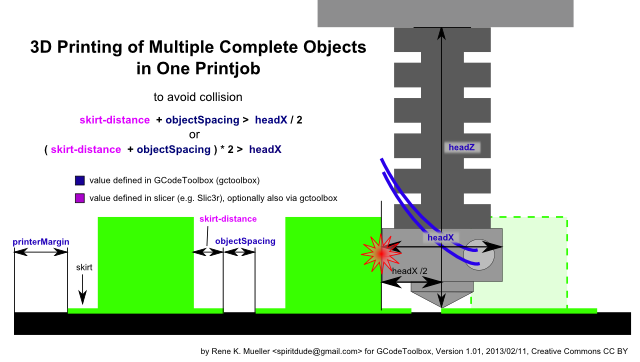 3D Printing of Multiple Complete Objects
in One Printjob
to avoid collision
skirt-distance + objectSpacing > headX / 2
or
( skirt-distance + objectSpacing ) * 2 > headX
value defined in GCodeToolbox (gctoolbox)
value defined in slicer (e.g. Slic3r), optionally also via gctoolbox
headZ
skirt-distance
printerMargin
objectSpacing
headX
skirt
headX /2
by Rene K. Mueller <spiritdude@gmail.com> for GCodeToolbox, Version 1.01, 2013/02/11, Creative Commons CC BY